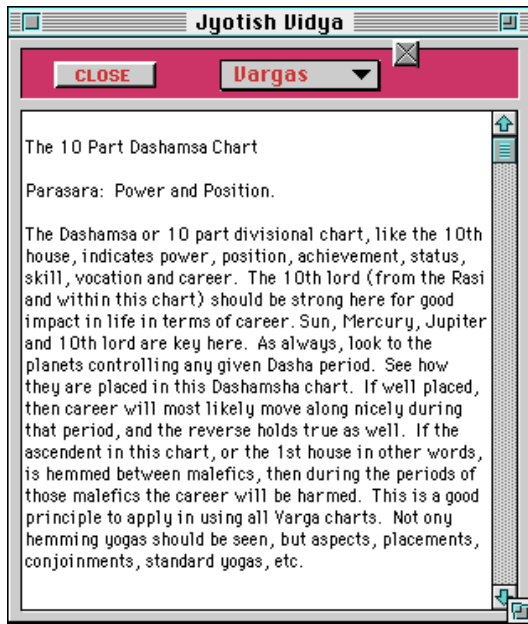 Jyotish Vidya
CLOSE
Vargas
The 10 Part Dashamsa Chart
Parasara: Power and Position.
The Dashamsa or 10 part divisional chart, like the 10th
house, indicates power, position, achievement, status,
skill, vocation and career. The 10th lord (from the Rasi
and within this chart) should be strong here for good
impact in life in terms of career. Sun, Mercury, Jupiter
and 10th lord are key here. As always, look to the
planets controlling any given Dasha period. See how
they are placed in this Dashamsha chart. If well placed,
then career will most likely move along nicely during
that period, and the reverse holds true as well. If the
ascendent in this chart, or the 1st house in other words,
is hemmed between malefics, then during the periods of
those malefics the career will be harmed. This is a good
principle to apply in using all Varga charts. Not ony
hemming yogas should be seen, but aspects, placements,
conjoinments, standard yogas, etc.